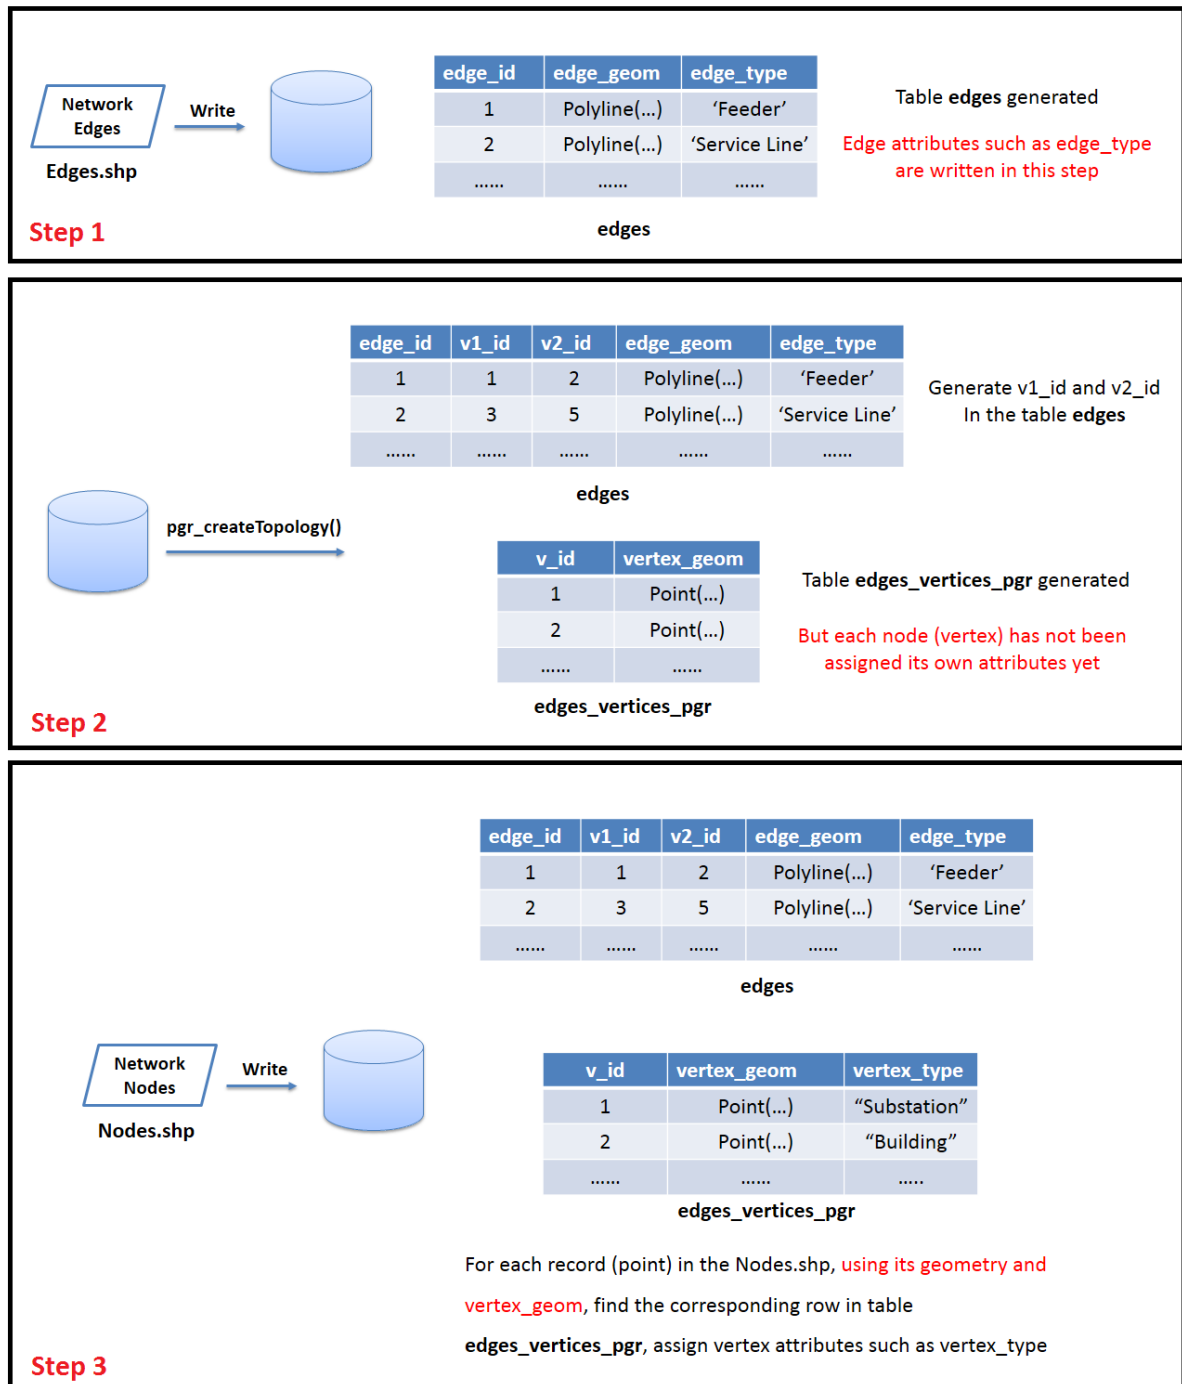 Network
Edges
Write
Edges.shp
edge_id edge_geom edge_type
1 Polyline(...) ‘Feeder’
2 Polyline(...) ‘Service Line’
...... ...... ......
edges
Table edges generated
Edge attributes such as edge_type
are written in this step
Step 1
edge_id v1_id v2_id edge_geom edge_type
1 1 2 Polyline(...) ‘Feeder’
2 3 5 Polyline(...) ‘Service Line’
...... ...... ...... ...... ......
edges
Generate v1_id and v2_id
In the table edges
pgr_createTopology()
v_id vertex_geom
1 Point(...)
2 Point(...)
...... ......
edges_vertices_pgr
Table edges_vertices_pgr generated
But each node (vertex) has not been
assigned its own attributes yet
Step 2
edge_id v1_id v2_id edge_geom edge_type
1 1 2 Polyline(...) ‘Feeder’
2 3 5 Polyline(...) ‘Service Line’
...... ...... ...... ...... ......
edges
Network
Nodes
Write
Nodes.shp
v_id vertex_geom vertex_type
1 Point(...) “Substation”
2 Point(...) “Building”
...... ...... .....
edges_vertices_pgr
For each record (point) in the Nodes.shp, using its geometry and
vertex_geom, find the corresponding row in table
edges_vertices_pgr, assign vertex attributes such as vertex_type
Step 3